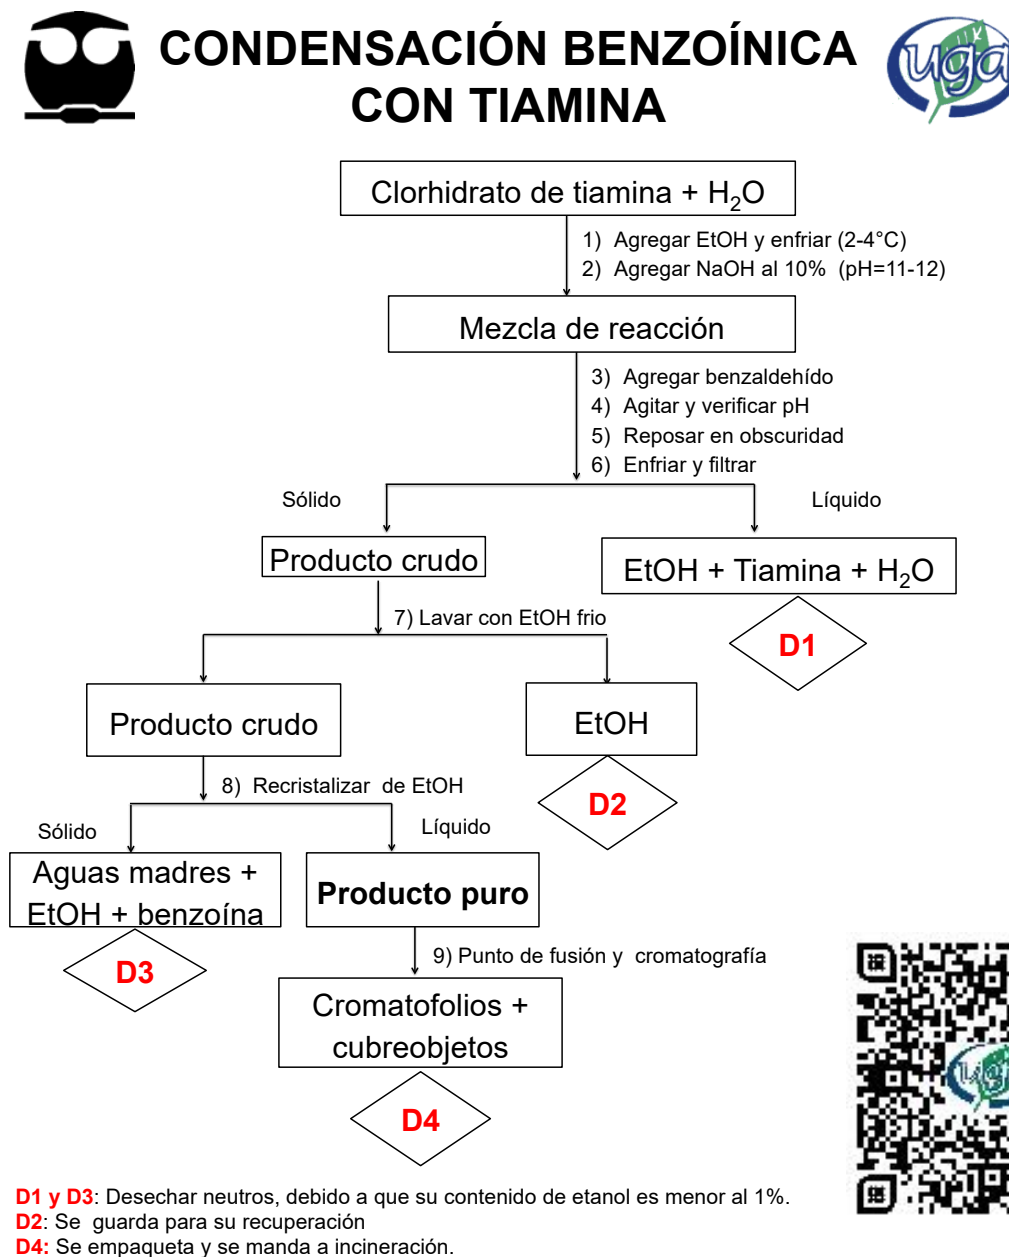 CONDENSACIÓN BENZOÍNICA
CON TIAMINA
uga
Clorhidrato de tiamina + H₂O
1) Agregar EtOH y enfriar (2-4°C)
2) Agregar NaOH al 10% (pH=11-12)
Mezcla de reacción
3) Agregar benzaldehído
4) Agitar y verificar pH
5) Reposar en obscuridad
6) Enfriar y filtrar
Sólido
Líquido
Producto crudo
EtOH + Tiamina + H₂O
D1
7) Lavar con EtOH frio
Producto crudo
EtOH
D2
8) Recristalizar de EtOH
Sólido
Líquido
Aguas madres +
EtOH + benzoína
D3
Producto puro
9) Punto de fusión y cromatografía
Cromatofolios +
cubreobjetos
D4
D1 y D3: Desechar neutros, debido a que su contenido de etanol es menor al 1%.
D2: Se guarda para su recuperación
D4: Se empaqueta y se manda a incineración.